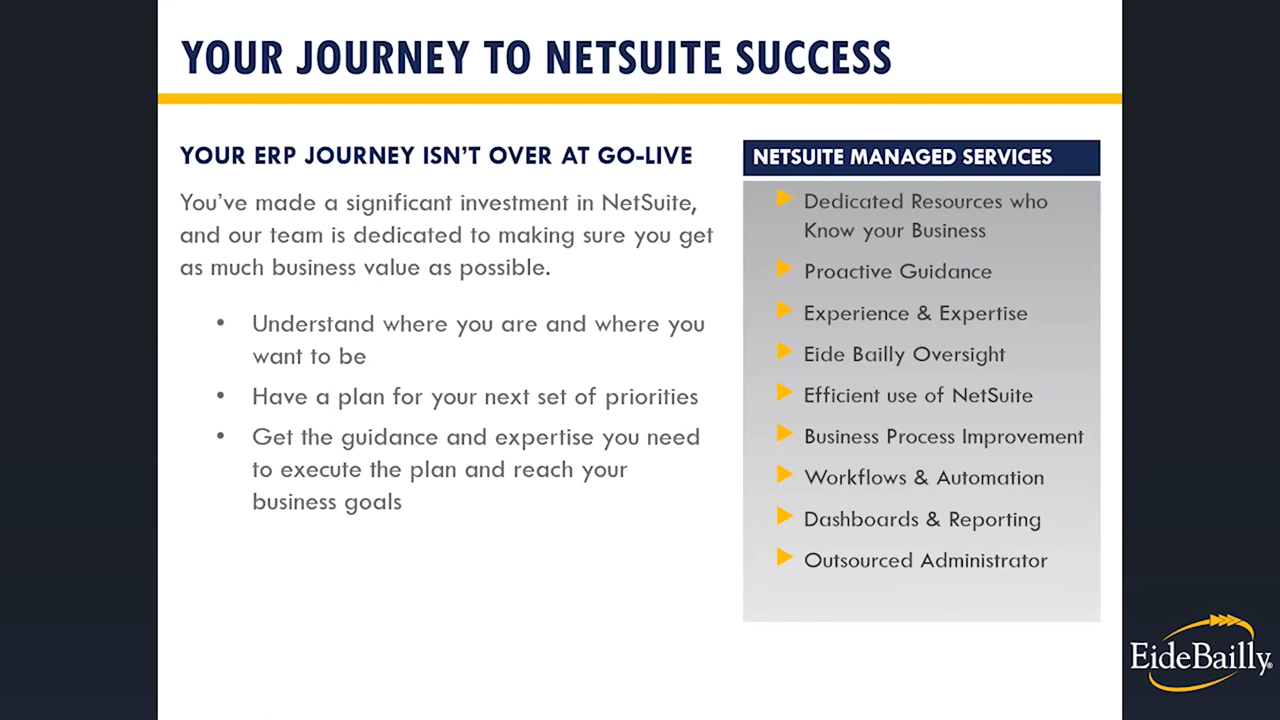 YOUR JOURNEY TO NETSUITE SUCCESS
YOUR ERP JOURNEY ISN'T OVER AT GO-LIVE
You've made a significant investment in NetSuite,
and our team is dedicated to making sure you get
as much business value as possible.
• Understand where you are and where you
want to be
• Have a plan for your next set of priorities
• Get the guidance and expertise you need
to execute the plan and reach your
business goals
NETSUITE MANAGED SERVICES
Dedicated Resources who
Know your Business
Proactive Guidance
Experience & Expertise
Eide Bailly Oversight
Efficient use of NetSuite
Business Process Improvement
Workflows & Automation
Dashboards & Reporting
Outsourced Administrator
EideBailly®